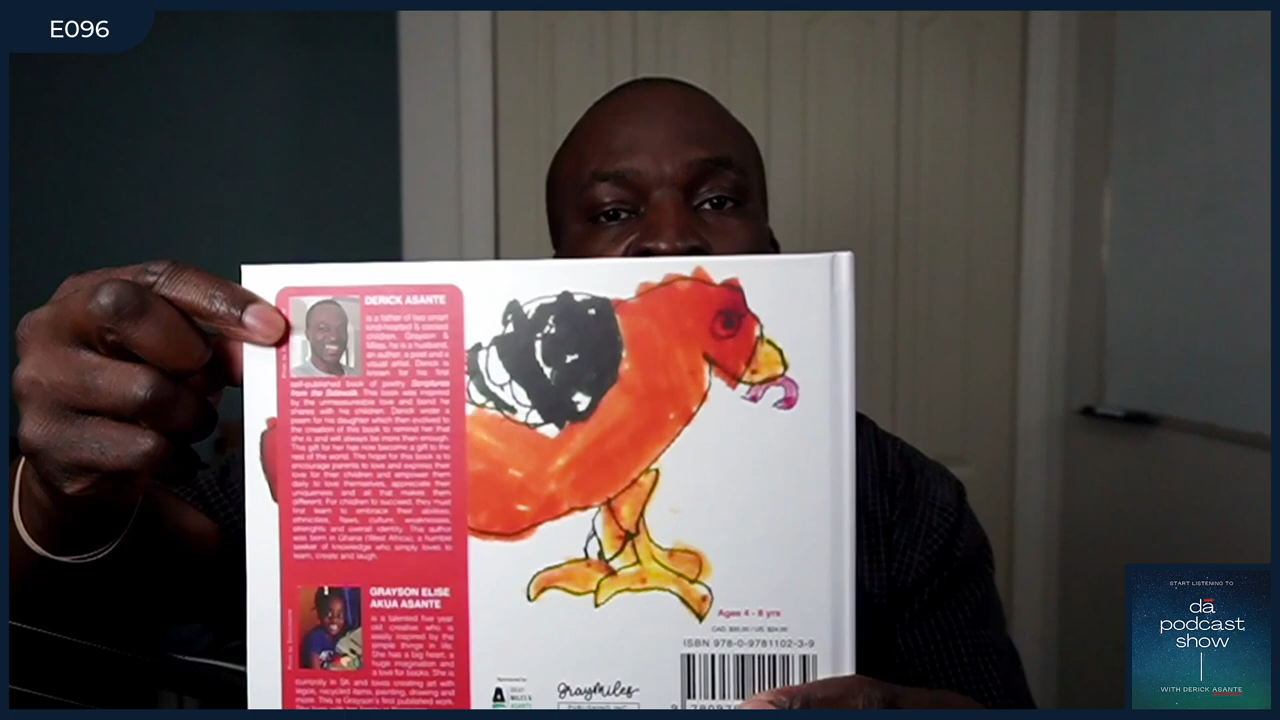 E096
DERICK ASANTE
is a father of two smart
kind-hearted & talented
children, Grayson &
Miles, he is a husband,
an author, a poet and a
visual artist. Derick is
known for his first
self-published book of poetry Scriptures
from the Sidewalk. This book was inspired
by the unmeasurable love and bond he
shares with his children. Derick wrote a
poem for his daughter which then evolved to
the creation of this book to remind her that
she is and will always be more than enough.
This gift for her has now become a gift to the
rest of the world. The hope for this book is to
encourage parents to love and express their
love for their children and empower them
daily to love themselves, appreciate their
uniqueness and all that makes them
different. For children to succeed, they must
first learn to embrace their abilities,
ethnicities, flaws, culture, weaknesses,
strengths and overall identity. This author
was born in Ghana (West Africa), a humble
seeker of knowledge who simply loves to
learn, create and laugh.
GRAYSON ELISE
AKUA ASANTE
is a talented five year
old creative who is
easily inspired by the
simple things in life.
She has a big heart, a
huge imagination and
a love for books. She is
currently in SK and loves creating art with
legos, recycled items, painting, drawing and
more. This is Grayson's first published work.
Ages 4 - 8 yrs
ISBN 978-0-9781102-3-9
grayMiles
START LISTENING TO
dā
podcast
show
WITH DERICK ASANTE